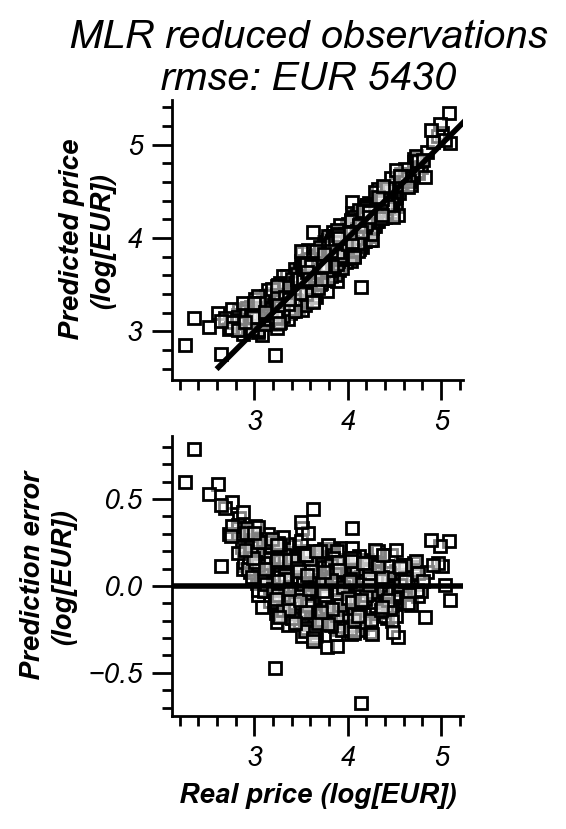 MLR reduced observations
rmse: EUR 5430
Predicted price
(log[EUR])
5
4
3
3 4 5
Prediction error
(log[EUR])
0.5
0.0
−0.5
3 4 5
Real price (log[EUR])